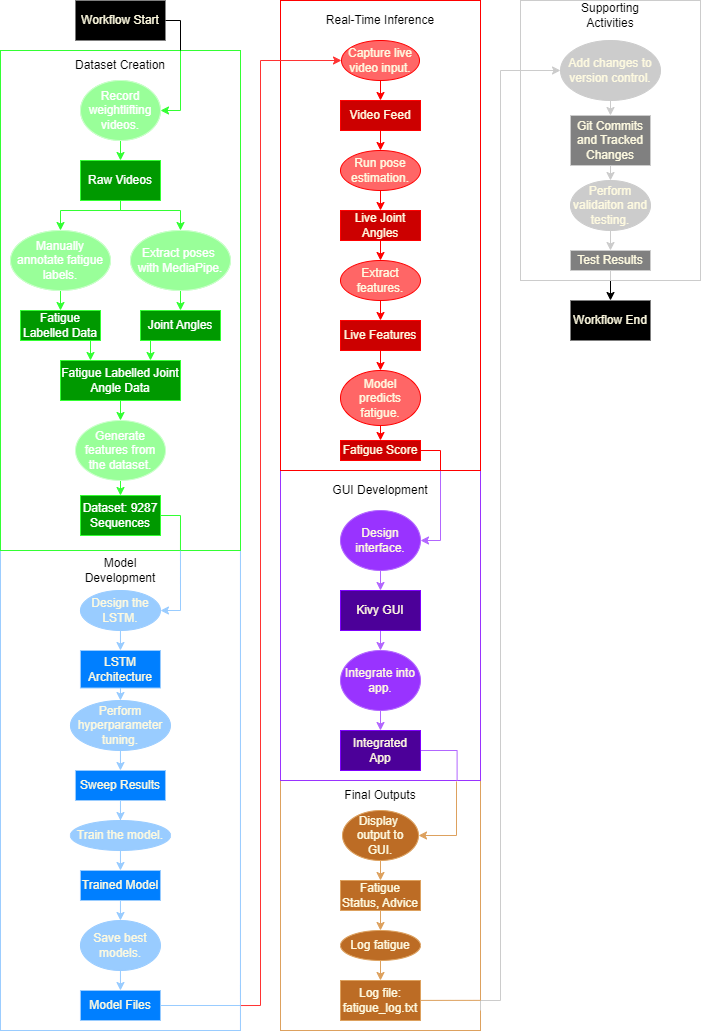 Workflow Start
Dataset Creation
Record
weightlifting
videos.
Raw Videos
Manually
annotate fatigue
labels.
Extract poses
with MediaPipe.
Fatigue
Labelled Data
Joint Angles
Fatigue Labelled Joint
Angle Data
Generate
features from
the dataset.
Dataset: 9287
Sequences
Model
Development
Design the
LSTM.
LSTM
Architecture
Perform
hyperparameter
tuning.
Sweep Results
Train the model.
Trained Model
Save best
models.
Model Files
Real-Time Inference
Capture live
video input.
Video Feed
Run pose
estimation.
Live Joint
Angles
Extract
features.
Live Features
Model
predicts
fatigue.
Fatigue Score
GUI Development
Design
interface.
Kivy GUI
Integrate into
app.
Integrated
App
Final Outputs
Display
output to
GUI.
Fatigue
Status, Advice
Log fatigue
Log file:
fatigue_log.txt
Supporting
Activities
Add changes to
version control.
Git Commits
and Tracked
Changes
Perform
validaiton and
testing.
Test Results
Workflow End